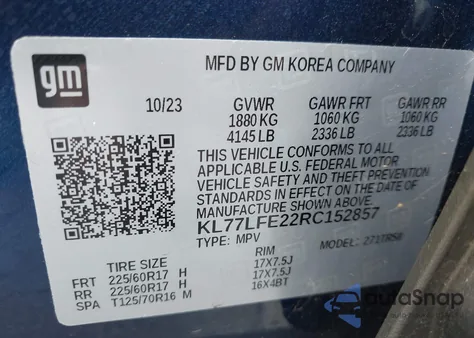 gm
MFD BY GM KOREA COMPANY
10/23 GVWR GAWR FRT GAWR RR
1880 KG 1060 KG 1060 KG
4145 LB 2336 LB 2336 LB
THIS VEHICLE CONFORMS TO ALL
APPLICABLE U.S. FEDERAL MOTOR
VEHICLE SAFETY AND THEFT PREVENTION
STANDARDS IN EFFECT ON THE DATE OF
MANUFACTURE SHOWN ABOVE.
KL77LFE22RC152857
TYPE: MPV MODEL:
TIRE SIZE RIM
FRT 225/60R17 H 17X7.5J
RR 225/60R17 H 17X7.5J
SPA T125/70R16 M 16X4BT
autoSnap